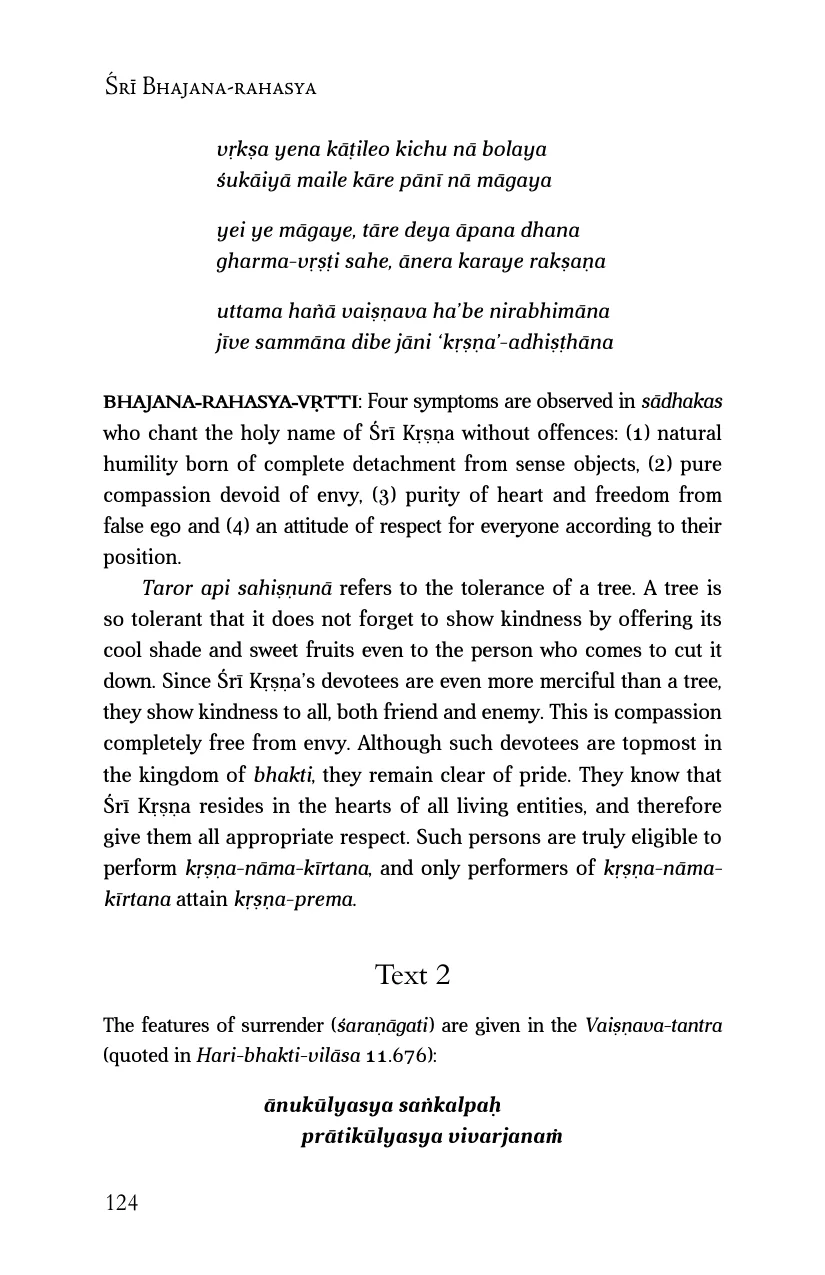 Śrī Bhajana-rahasya
vṛkṣa yena kāṭileo kichu nā bolaya
śukāiyā maile kāre pānī nā māgaya
yei ye māgaye, tāre deya āpana dhana
gharma-vṛṣṭi sahe, ānera karaye rakṣaṇa
uttama hañā vaiṣṇava ha’be nirabhimāna
jīve sammāna dibe jāni ‘kṛṣṇa’-adhiṣṭhāna
BHAJANA-RAHASYA-VṚTTI: Four symptoms are observed in sādhakas
who chant the holy name of Śrī Kṛṣṇa without offences: (1) natural
humility born of complete detachment from sense objects, (2) pure
compassion devoid of envy, (3) purity of heart and freedom from
false ego and (4) an attitude of respect for everyone according to their
position.
Taror api sahiṣṇunā refers to the tolerance of a tree. A tree is
so tolerant that it does not forget to show kindness by offering its
cool shade and sweet fruits even to the person who comes to cut it
down. Since Śrī Kṛṣṇa’s devotees are even more merciful than a tree,
they show kindness to all, both friend and enemy. This is compassion
completely free from envy. Although such devotees are topmost in
the kingdom of bhakti, they remain clear of pride. They know that
Śrī Kṛṣṇa resides in the hearts of all living entities, and therefore
give them all appropriate respect. Such persons are truly eligible to
perform kṛṣṇa-nāma-kīrtana, and only performers of kṛṣṇa-nāma-
kīrtana attain kṛṣṇa-prema.
Text 2
The features of surrender (śaraṇāgati) are given in the Vaiṣṇava-tantra
(quoted in Hari-bhakti-vilāsa 11.676):
ānukūlyasya saṅkalpaḥ
prātikūlyasya vivarjanaṁ
124